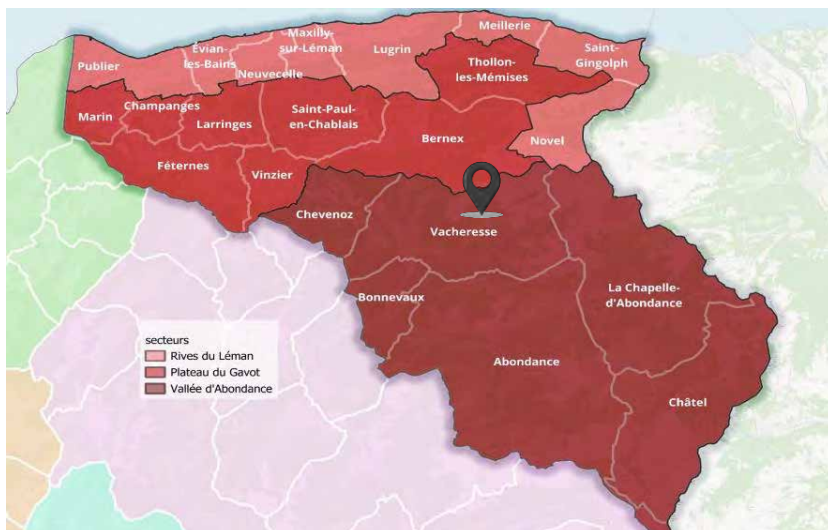 Publier
Évian-
les-Bains
Neuvecelle
Maxilly-
sur-Léman
Lugrin
Meillerie
Saint-
Gingolph
Thollon-
les-Mémises
Novel
Marin
Champanges
Larringes
Saint-Paul-
en-Chablais
Bernex
Féternes
Vinzier
Chevenoz
Vacheresse
Bonnevaux
La Chapelle-
d'Abondance
Abondance
Châtel
secteurs
Rives du Léman
Plateau du Gavot
Vallée d'Abondance